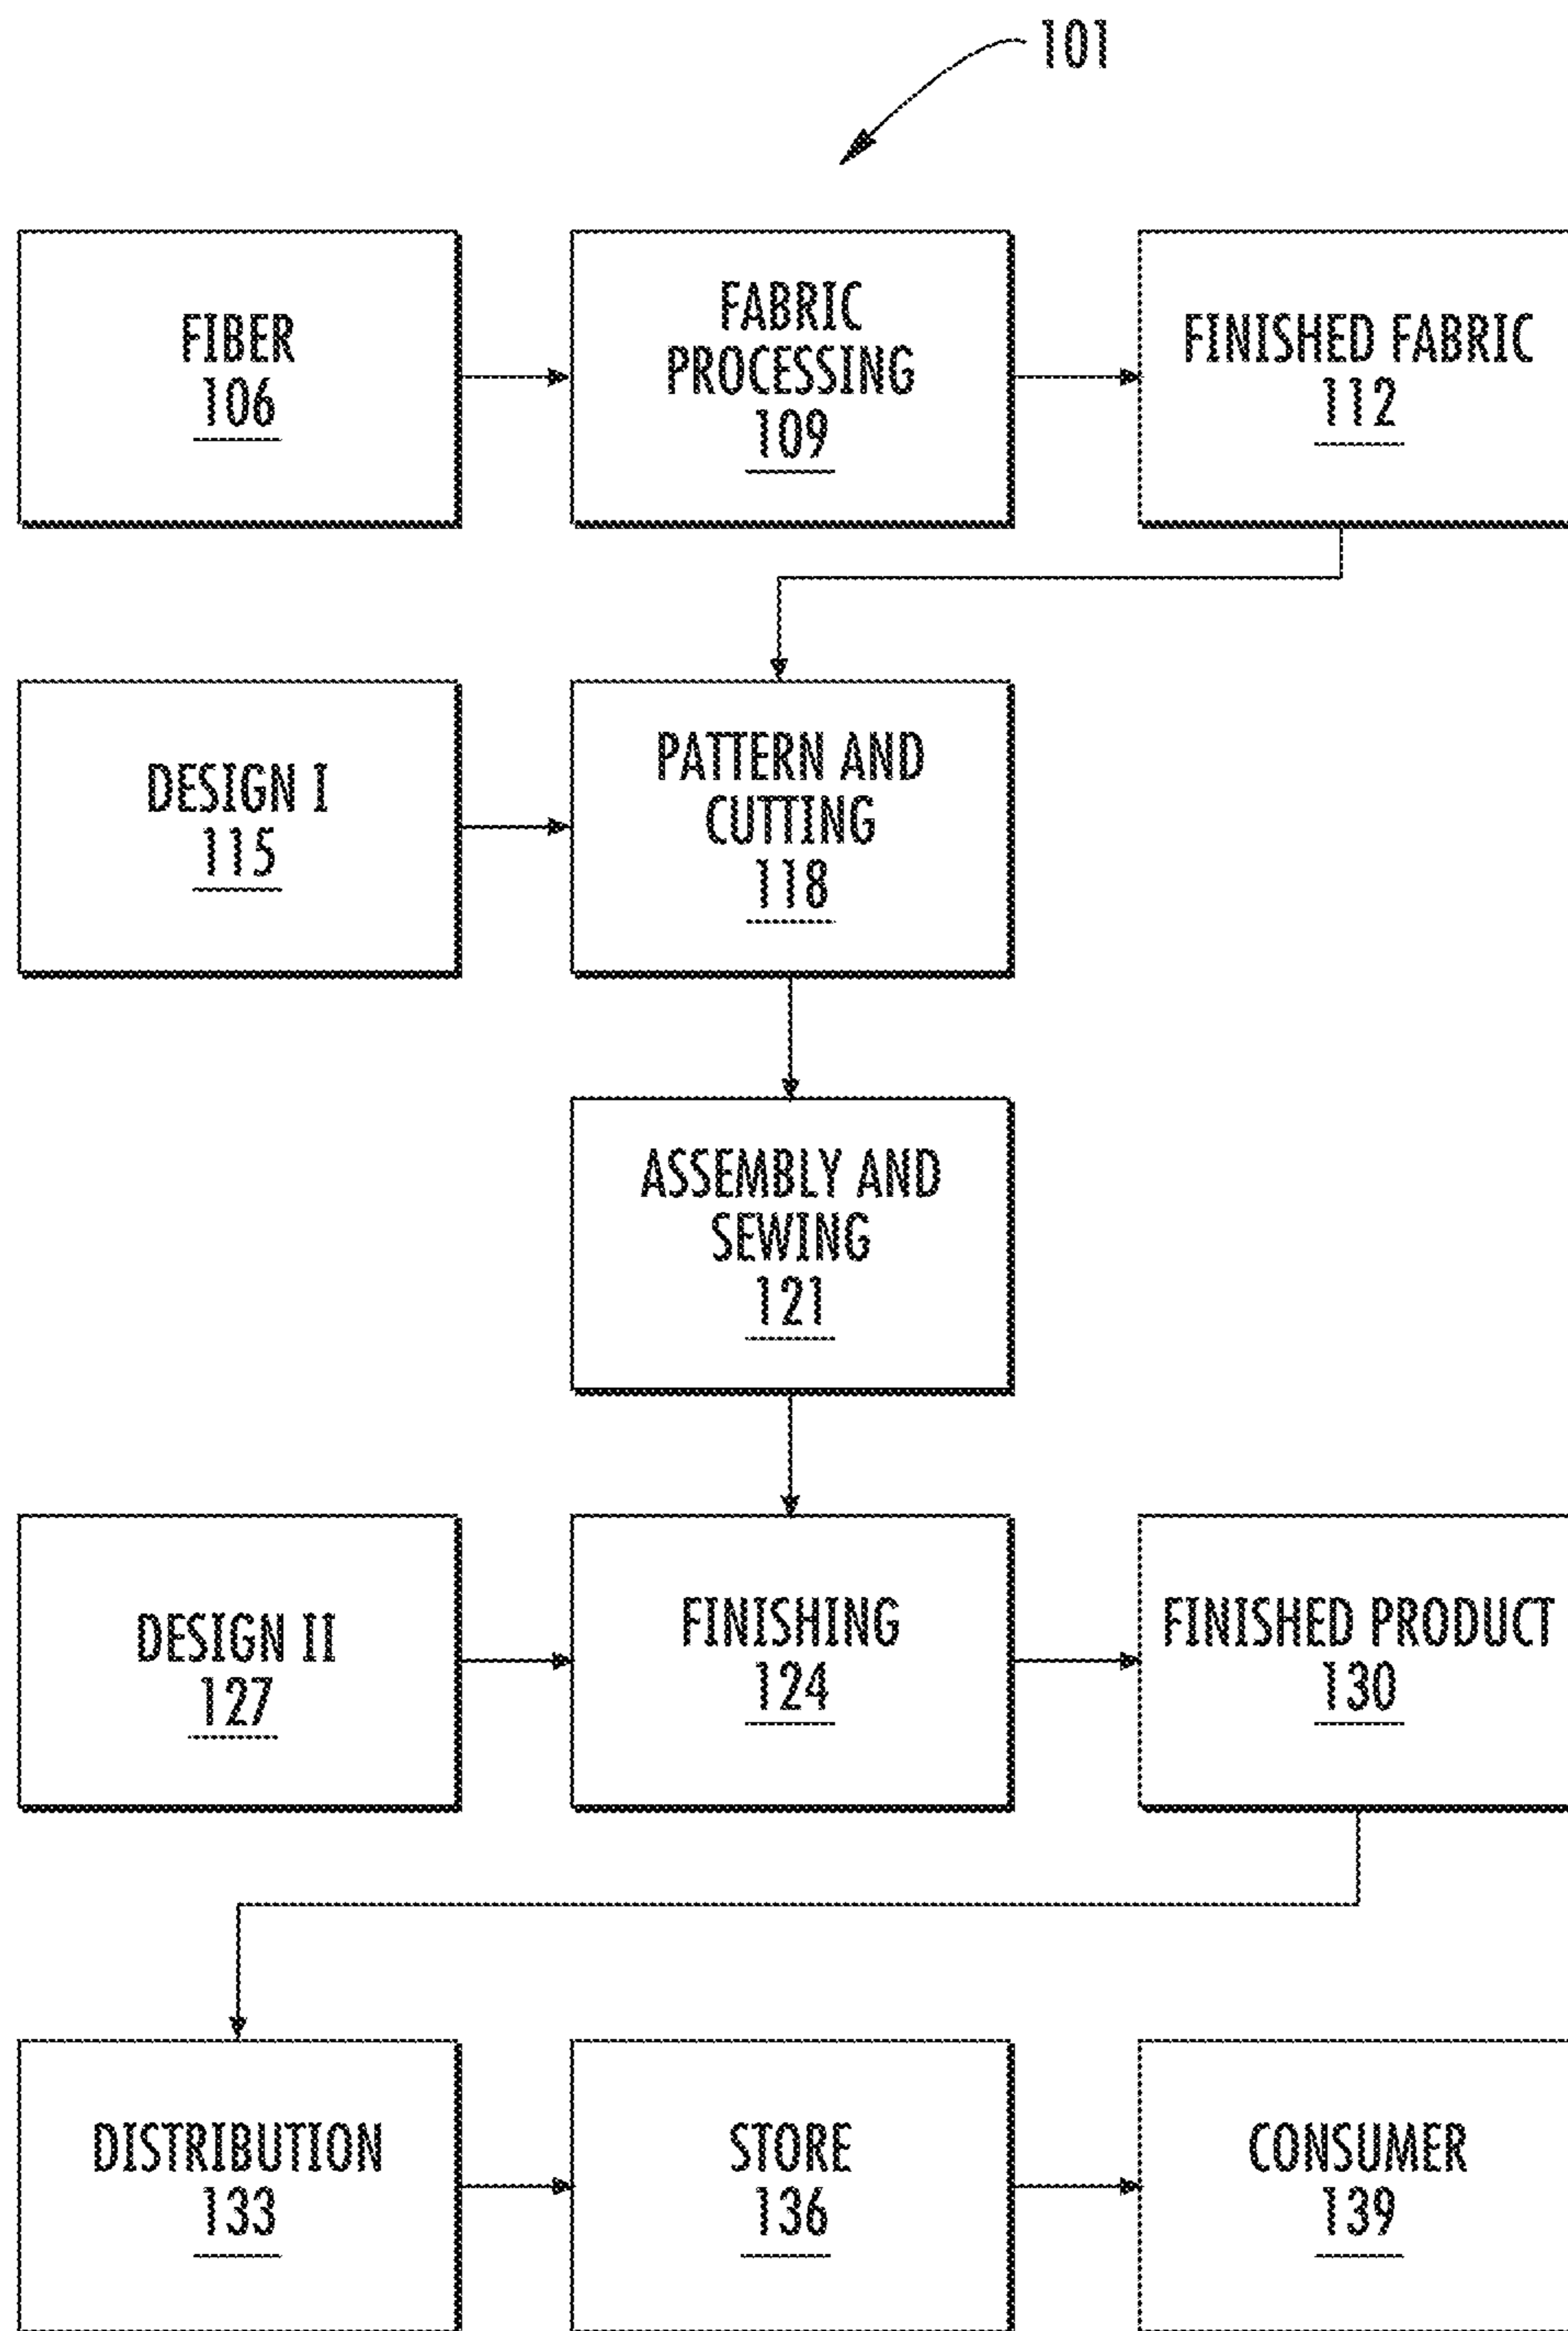 101
FIBER
106
FABRIC
PROCESSING
109
FINISHED FABRIC
112
DESIGN I
115
PATTERN AND
CUTTING
118
ASSEMBLY AND
SEWING
121
DESIGN II
127
FINISHING
124
FINISHED PRODUCT
130
DISTRIBUTION
133
STORE
136
CONSUMER
139